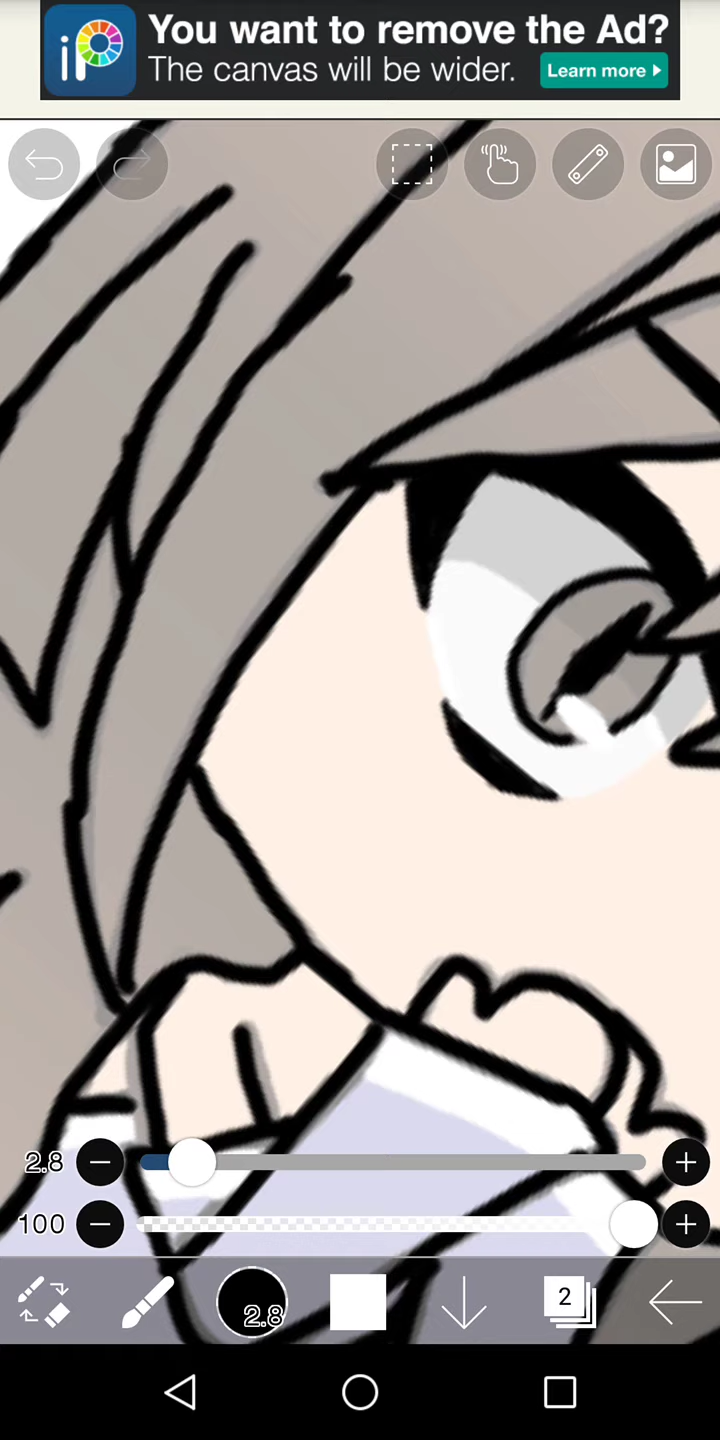 iP
You want to remove the Ad?
The canvas will be wider.
Learn more
2.8
100
2.8
2